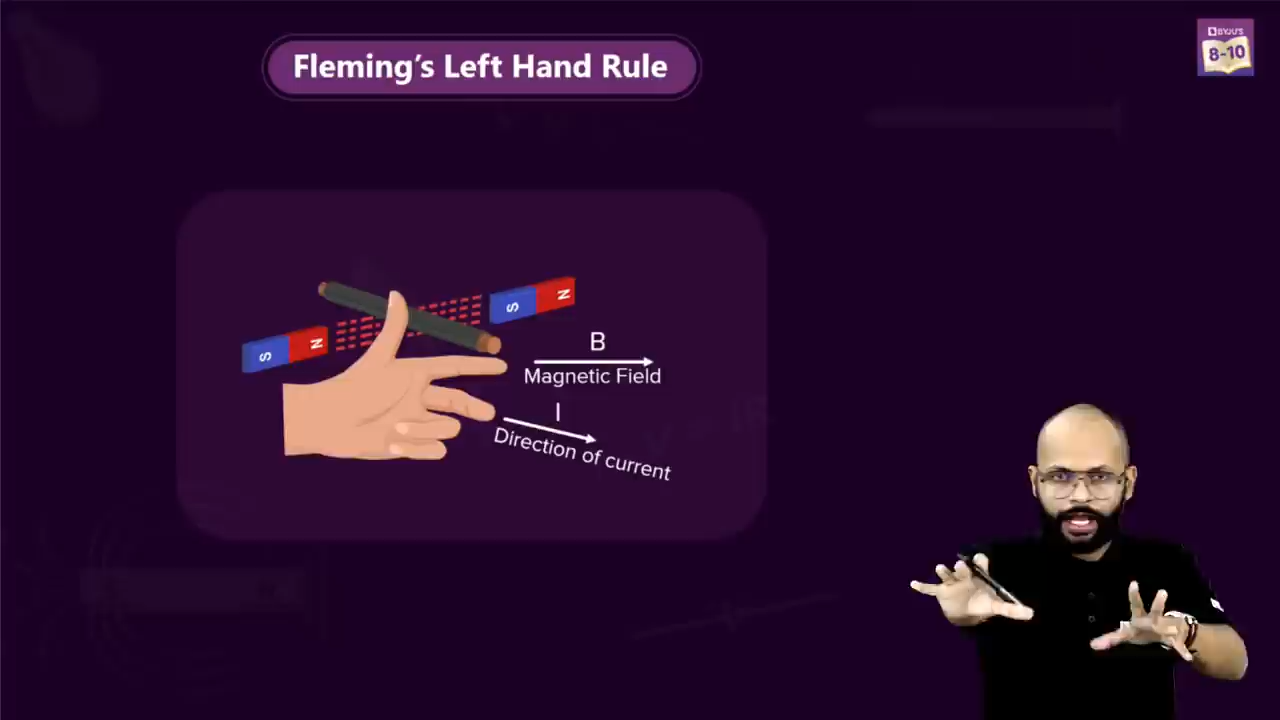 Fleming's Left Hand Rule
BYJU'S
8-10
S N
S N
B
Magnetic Field
I
Direction of current